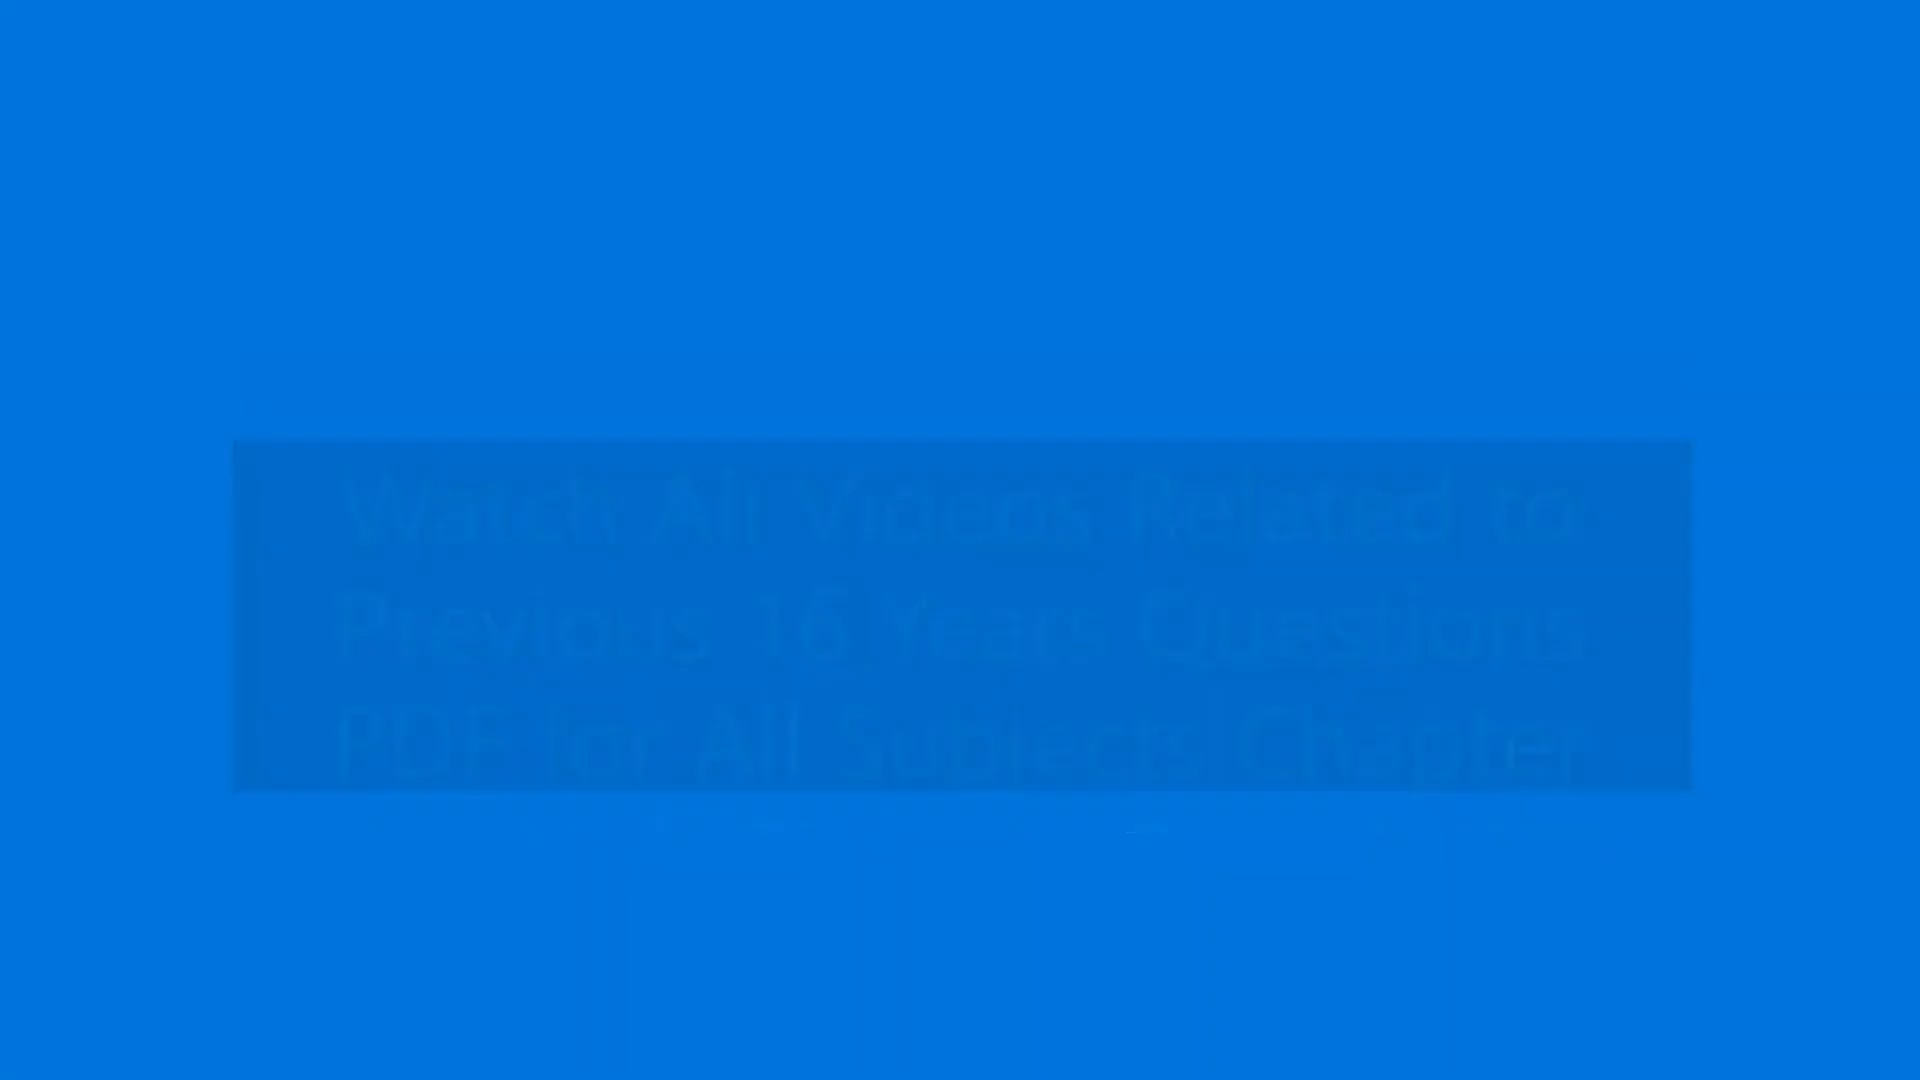 Watch All Videos Related to
Previous 16 Years Questions
PDF for All Subjects Chapter